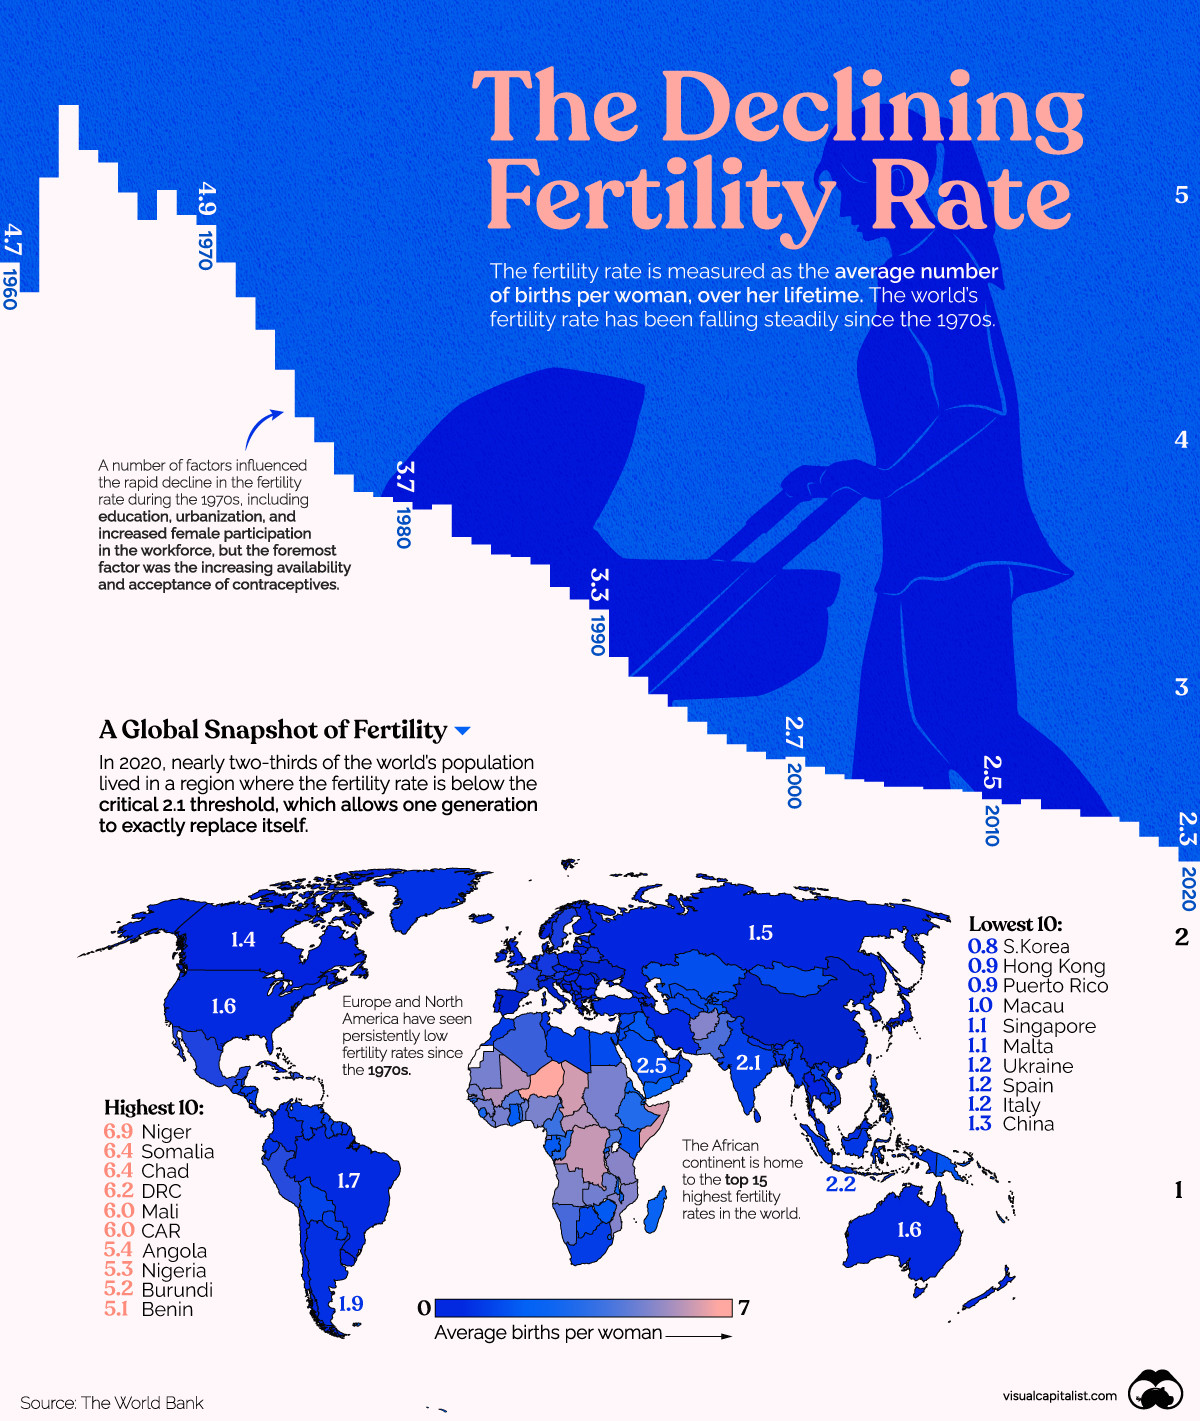 The Declining
Fertility Rate
The fertility rate is measured as the average number
of births per woman, over her lifetime. The world's
fertility rate has been falling steadily since the 1970s.
5
4
3
2
1
4.7
1960
4.9
1970
3.7
1980
3.3
1990
2.7
2000
2.5
2010
2.3
2020
A number of factors influenced
the rapid decline in the fertility
rate during the 1970s, including
education, urbanization, and
increased female participation
in the workforce, but the foremost
factor was the increasing availability
and acceptance of contraceptives.
A Global Snapshot of Fertility
In 2020, nearly two-thirds of the world's population
lived in a region where the fertility rate is below the
critical 2.1 threshold, which allows one generation
to exactly replace itself.
1.4
1.6
1.5
2.5
2.1
1.7
2.2
1.6
1.9
Europe and North
America have seen
persistently low
fertility rates since
the 1970s.
The African
continent is home
to the top 15
highest fertility
rates in the world.
Highest 10:
6.9 Niger
6.4 Somalia
6.4 Chad
6.2 DRC
6.0 Mali
6.0 CAR
5.4 Angola
5.3 Nigeria
5.2 Burundi
5.1 Benin
Lowest 10:
0.8 S.Korea
0.9 Hong Kong
0.9 Puerto Rico
1.0 Macau
1.1 Singapore
1.1 Malta
1.2 Ukraine
1.2 Spain
1.2 Italy
1.3 China
0 7
Average births per woman
Source: The World Bank
visualcapitalist.com